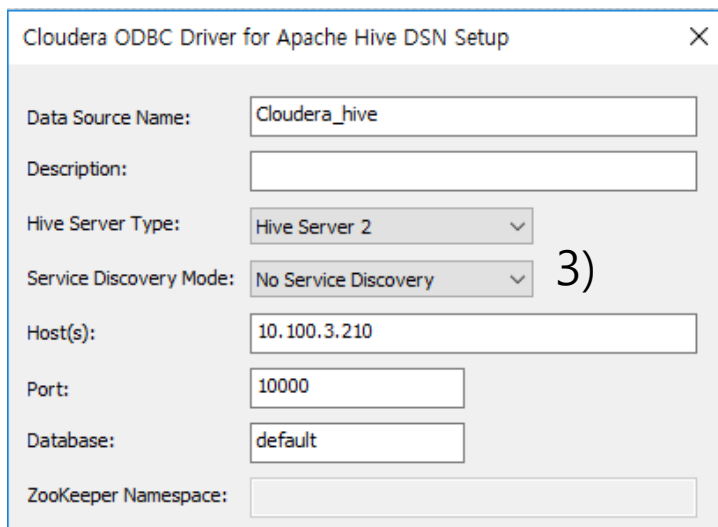 Cloudera ODBC Driver for Apache Hive DSN Setup
Data Source Name: Cloudera_hive
Description:
Hive Server Type: Hive Server 2
Service Discovery Mode: No Service Discovery
3)
Host(s): 10.100.3.210
Port: 10000
Database: default
ZooKeeper Namespace: